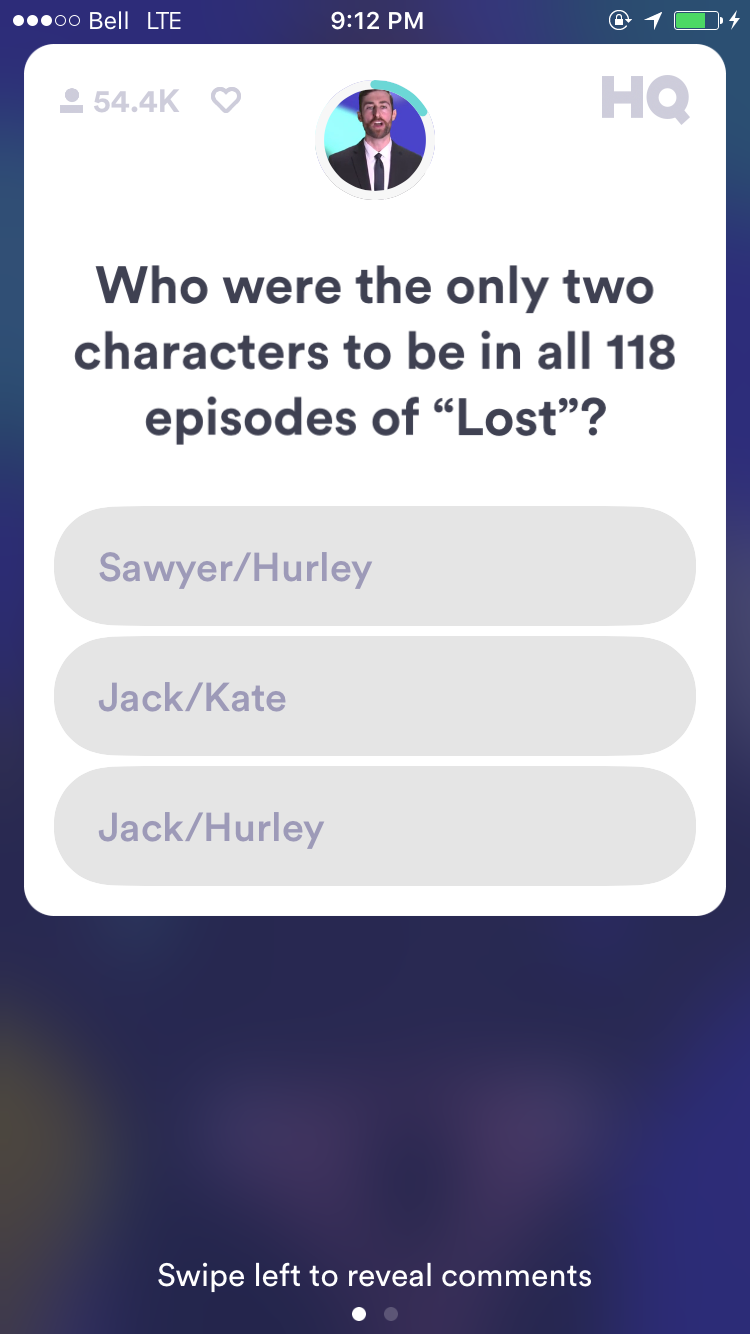 Bell LTE 9:12 PM
54.4K HQ
Who were the only two
characters to be in all 118
episodes of “Lost”?
Sawyer/Hurley
Jack/Kate
Jack/Hurley
Swipe left to reveal comments